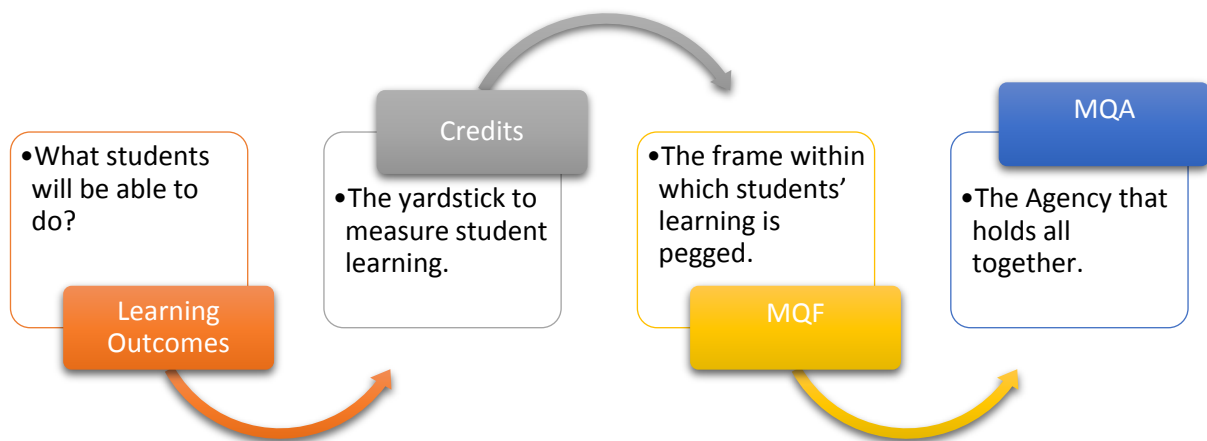 •What students
will be able to
do?
Learning
Outcomes
Credits
•The yardstick to
measure student
learning.
•The frame within
which students’
learning is
pegged.
MQF
MQA
•The Agency that
holds all
together.